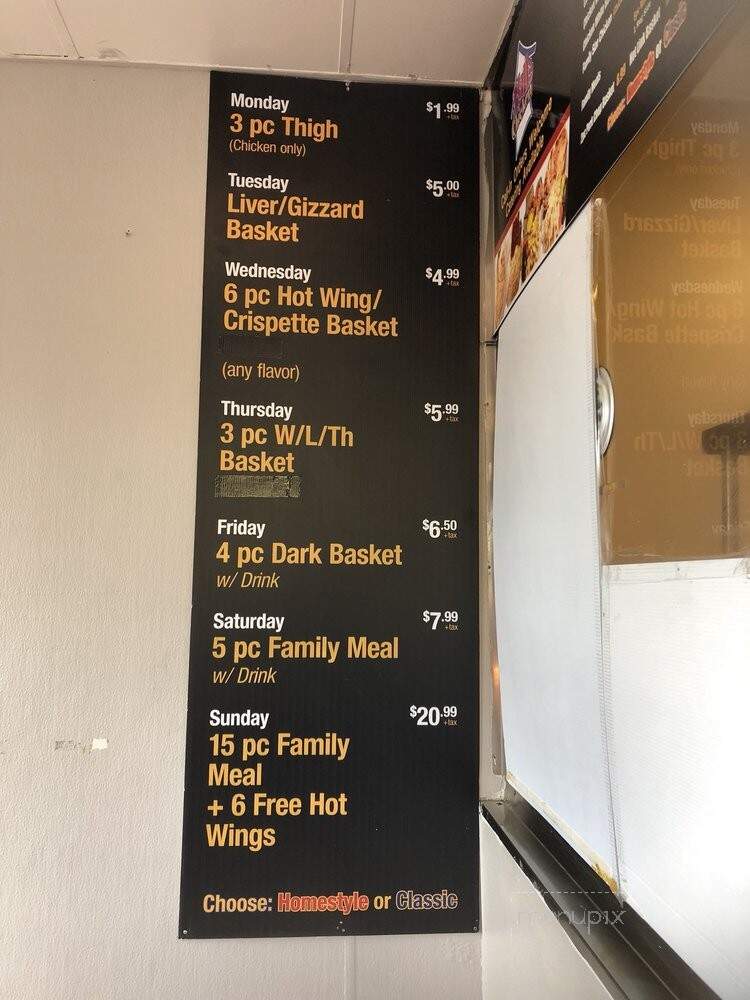 Monday $1.99 +tax
3 pc Thigh
(Chicken only)
Tuesday $5.00 +tax
Liver/Gizzard
Basket
Wednesday $4.99 +tax
6 pc Hot Wing/
Crispette Basket
(any flavor)
Thursday $5.99 +tax
3 pc W/L/Th
Basket
Friday $6.50 +tax
4 pc Dark Basket
w/ Drink
Saturday $7.99 +tax
5 pc Family Meal
w/ Drink
Sunday $20.99 +tax
15 pc Family
Meal
+ 6 Free Hot
Wings
Choose: Homestyle or Classic
Homestyle or Classic